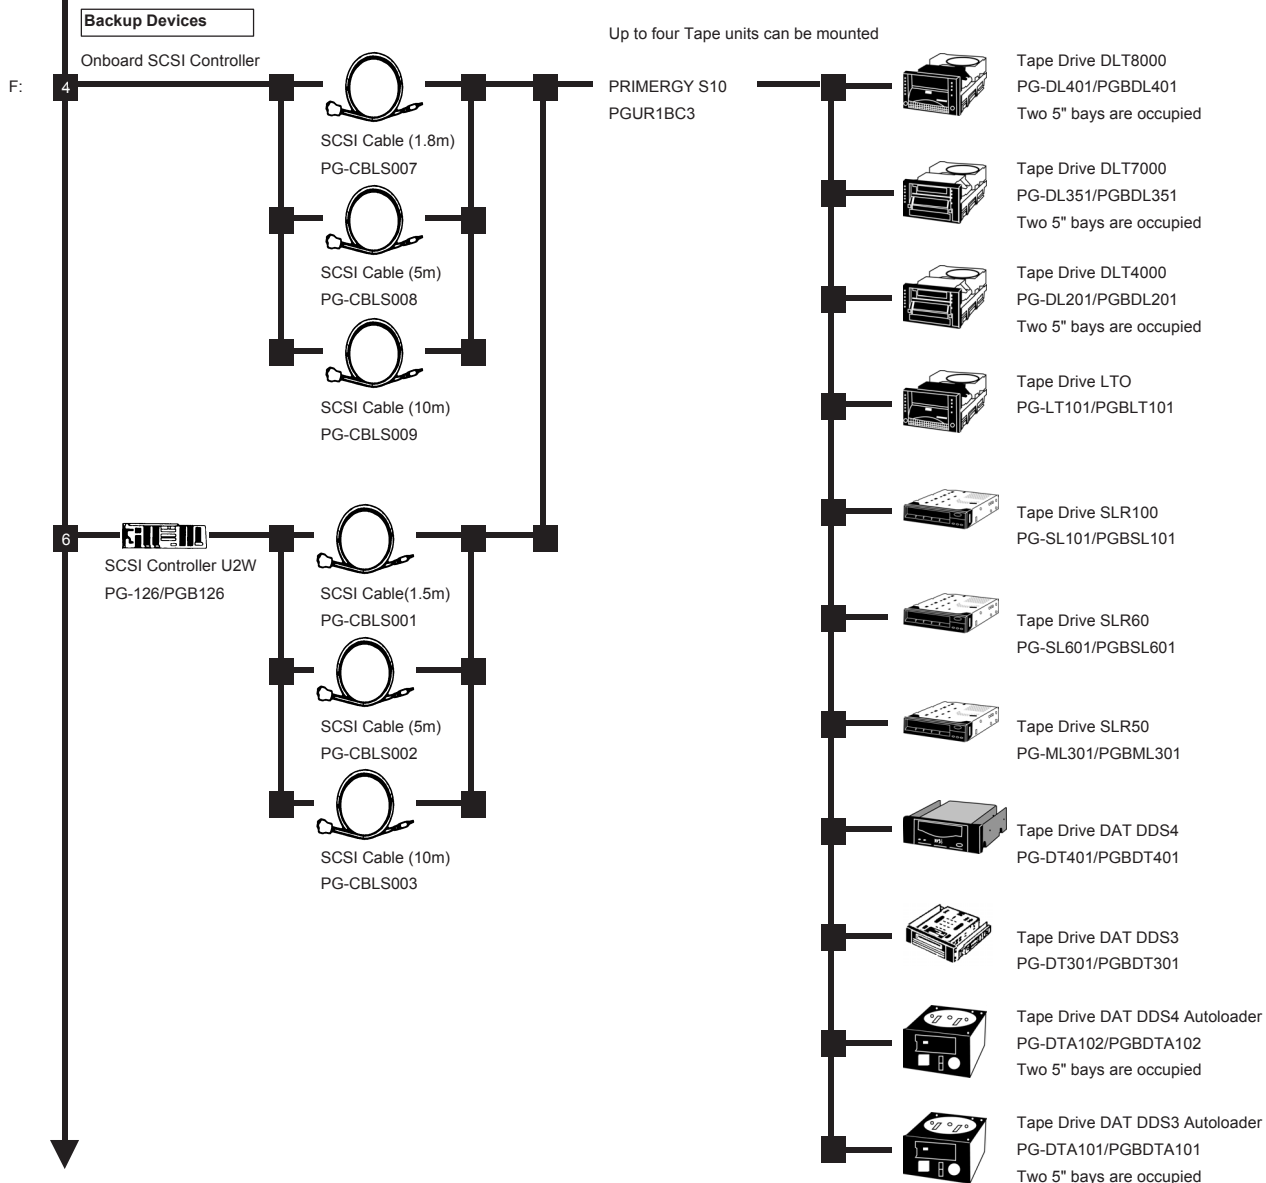 Backup Devices
Onboard SCSI Controller
F:
4
SCSI Cable (1.8m)
PG-CBLS007
SCSI Cable (5m)
PG-CBLS008
SCSI Cable (10m)
PG-CBLS009
6
SCSI Controller U2W
PG-126/PGB126
SCSI Cable(1.5m)
PG-CBLS001
SCSI Cable (5m)
PG-CBLS002
SCSI Cable (10m)
PG-CBLS003
Up to four Tape units can be mounted
PRIMERGY S10
PGUR1BC3
Tape Drive DLT8000
PG-DL401/PGBDL401
Two 5" bays are occupied
Tape Drive DLT7000
PG-DL351/PGBDL351
Two 5" bays are occupied
Tape Drive DLT4000
PG-DL201/PGBDL201
Two 5" bays are occupied
Tape Drive LTO
PG-LT101/PGBLT101
Tape Drive SLR100
PG-SL101/PGBSL101
Tape Drive SLR60
PG-SL601/PGBSL601
Tape Drive SLR50
PG-ML301/PGBML301
Tape Drive DAT DDS4
PG-DT401/PGBDT401
Tape Drive DAT DDS3
PG-DT301/PGBDT301
Tape Drive DAT DDS4 Autoloader
PG-DTA102/PGBDTA102
Two 5" bays are occupied
Tape Drive DAT DDS3 Autoloader
PG-DTA101/PGBDTA101
Two 5" bays are occupied